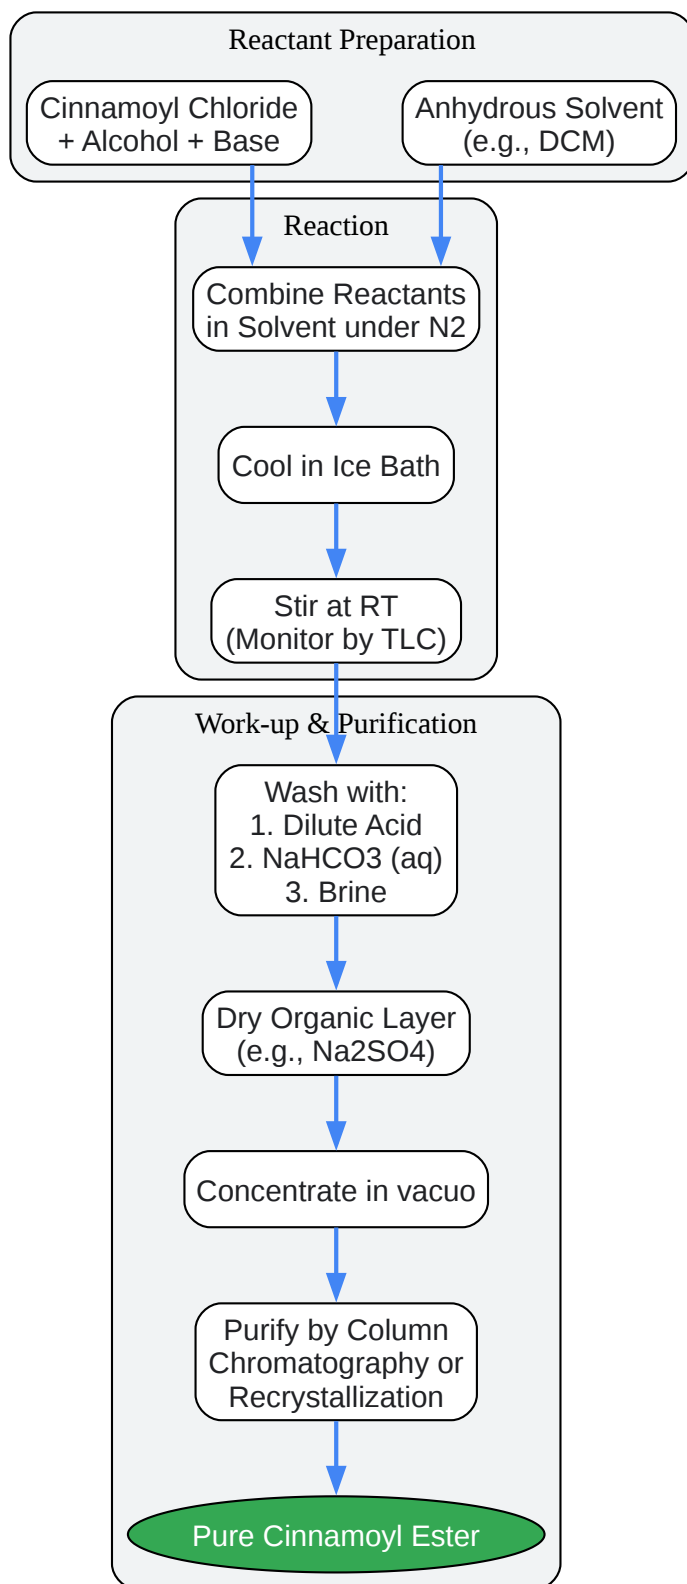 Reactant Preparation
Cinnamoyl Chloride
+ Alcohol + Base
Anhydrous Solvent
(e.g., DCM)
Reaction
Combine Reactants
in Solvent under N2
Cool in Ice Bath
Stir at RT
(Monitor by TLC)
Work-up & Purification
Wash with:
1. Dilute Acid
2. NaHCO3 (aq)
3. Brine
Dry Organic Layer
(e.g., Na2SO4)
Concentrate in vacuo
Purify by Column
Chromatography or
Recrystallization
Pure Cinnamoyl Ester